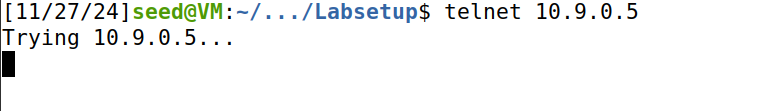 [11/27/24]seed@VM:~/.../Labsetup$ telnet 10.9.0.5
Trying 10.9.0.5...